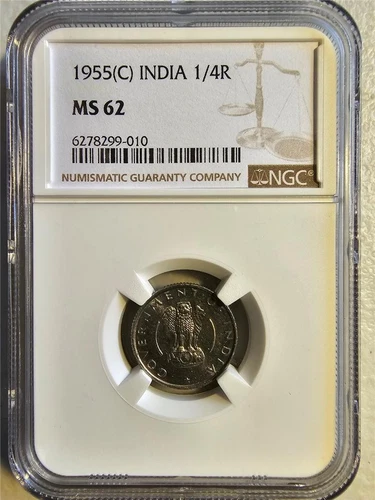 1955(C) INDIA 1/4R
MS 62
6278299-010
NUMISMATIC GUARANTY COMPANY NGC®
GOVERNMENT OF INDIA